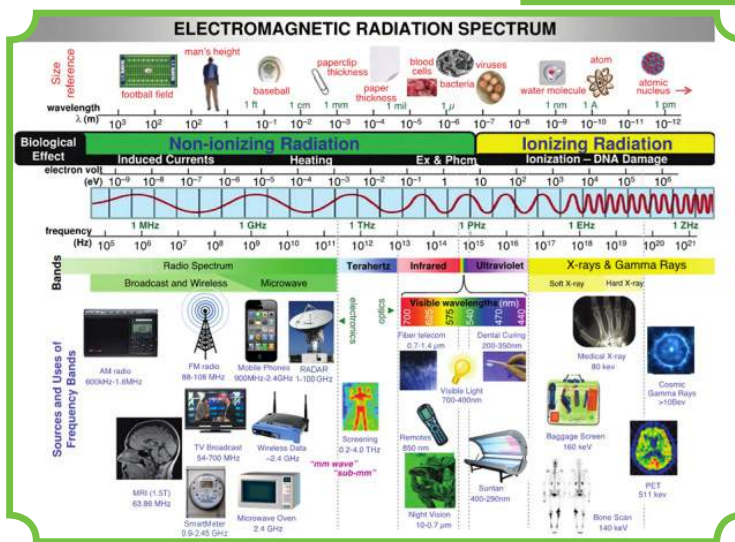 ELECTROMAGNETIC RADIATION SPECTRUM
Size reference
football field
man's height
baseball
paperclip thickness
paper thickness
blood cells
bacteria
viruses
water molecule
atom
atomic nucleus →
wavelength λ (m)
1 ft 1 cm 1 mm 1 mil 1 μ 1 nm 1 Å 1 pm
10³ 10² 10¹ 1 10⁻¹ 10⁻² 10⁻³ 10⁻⁴ 10⁻⁵ 10⁻⁶ 10⁻⁷ 10⁻⁸ 10⁻⁹ 10⁻¹⁰ 10⁻¹¹ 10⁻¹²
Biological Effect
Non-ionizing Radiation Ionizing Radiation
Induced Currents Heating Ex & Phcm Ionization – DNA Damage
electron volt (eV)
10⁻⁹ 10⁻⁸ 10⁻⁷ 10⁻⁶ 10⁻⁵ 10⁻⁴ 10⁻³ 10⁻² 10⁻¹ 1 10 10² 10³ 10⁴ 10⁵ 10⁶
frequency (Hz)
1 MHz 1 GHz 1 THz 1 PHz 1 EHz 1 ZHz
10⁵ 10⁶ 10⁷ 10⁸ 10⁹ 10¹⁰ 10¹¹ 10¹² 10¹³ 10¹⁴ 10¹⁵ 10¹⁶ 10¹⁷ 10¹⁸ 10¹⁹ 10²⁰ 10²¹
Bands
Radio Spectrum Terahertz Infrared Ultraviolet X-rays & Gamma Rays
Broadcast and Wireless Microwave Soft X-ray Hard X-ray
electronics
optics
Visible wavelengths (nm)
700 625 575 540 470 440
Sources and Uses of Frequency Bands
AM radio
600kHz-1.6MHz
FM radio
88-108 MHz
Mobile Phones
900MHz-2.4GHz
RADAR
1-100 GHz
Fiber telecom
0.7-1.4 μm
Dental Curing
200-350nm
Visible Light
700-400nm
Medical X-ray
80 kev
Cosmic
Gamma Rays
>10Bev
TV Broadcast
54-700 MHz
Wireless Data
~2.4 GHz
Screening
0.2-4.0 THz
"mm wave"
"sub-mm"
Remotes
850 nm
Suntan
400-290nm
Baggage Screen
160 keV
PET
511 kev
MRI (1.5T)
63.86 MHz
SmartMeter
0.9-2.45 GHz
Microwave Oven
2.4 GHz
Night Vision
10-0.7 μm
Bone Scan
140 keV